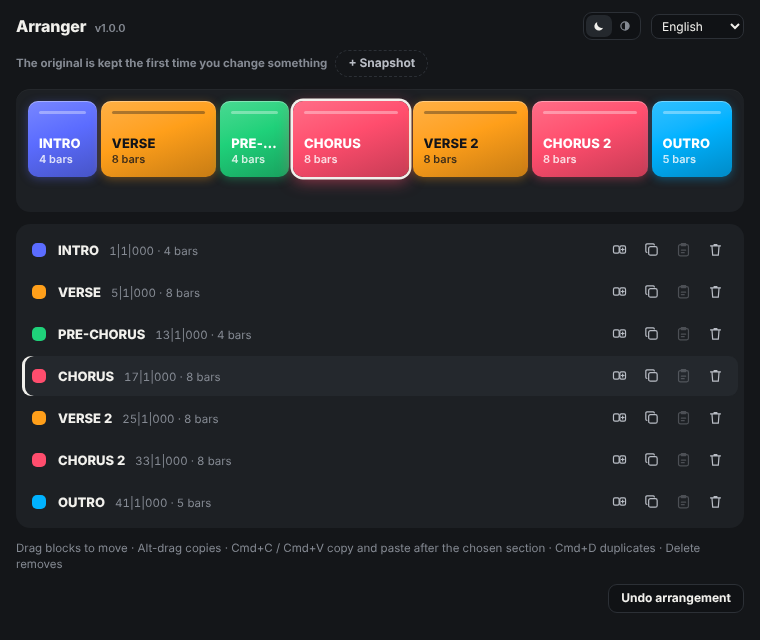 Arranger v1.0.0
English
The original is kept the first time you change something
+ Snapshot
INTRO
4 bars
VERSE
8 bars
PRE-...
4 bars
CHORUS
8 bars
VERSE 2
8 bars
CHORUS 2
8 bars
OUTRO
5 bars
INTRO 1|1|000 · 4 bars
VERSE 5|1|000 · 8 bars
PRE-CHORUS 13|1|000 · 4 bars
CHORUS 17|1|000 · 8 bars
VERSE 2 25|1|000 · 8 bars
CHORUS 2 33|1|000 · 8 bars
OUTRO 41|1|000 · 5 bars
Drag blocks to move · Alt-drag copies · Cmd+C / Cmd+V copy and paste after the chosen section · Cmd+D duplicates · Delete
removes
Undo arrangement